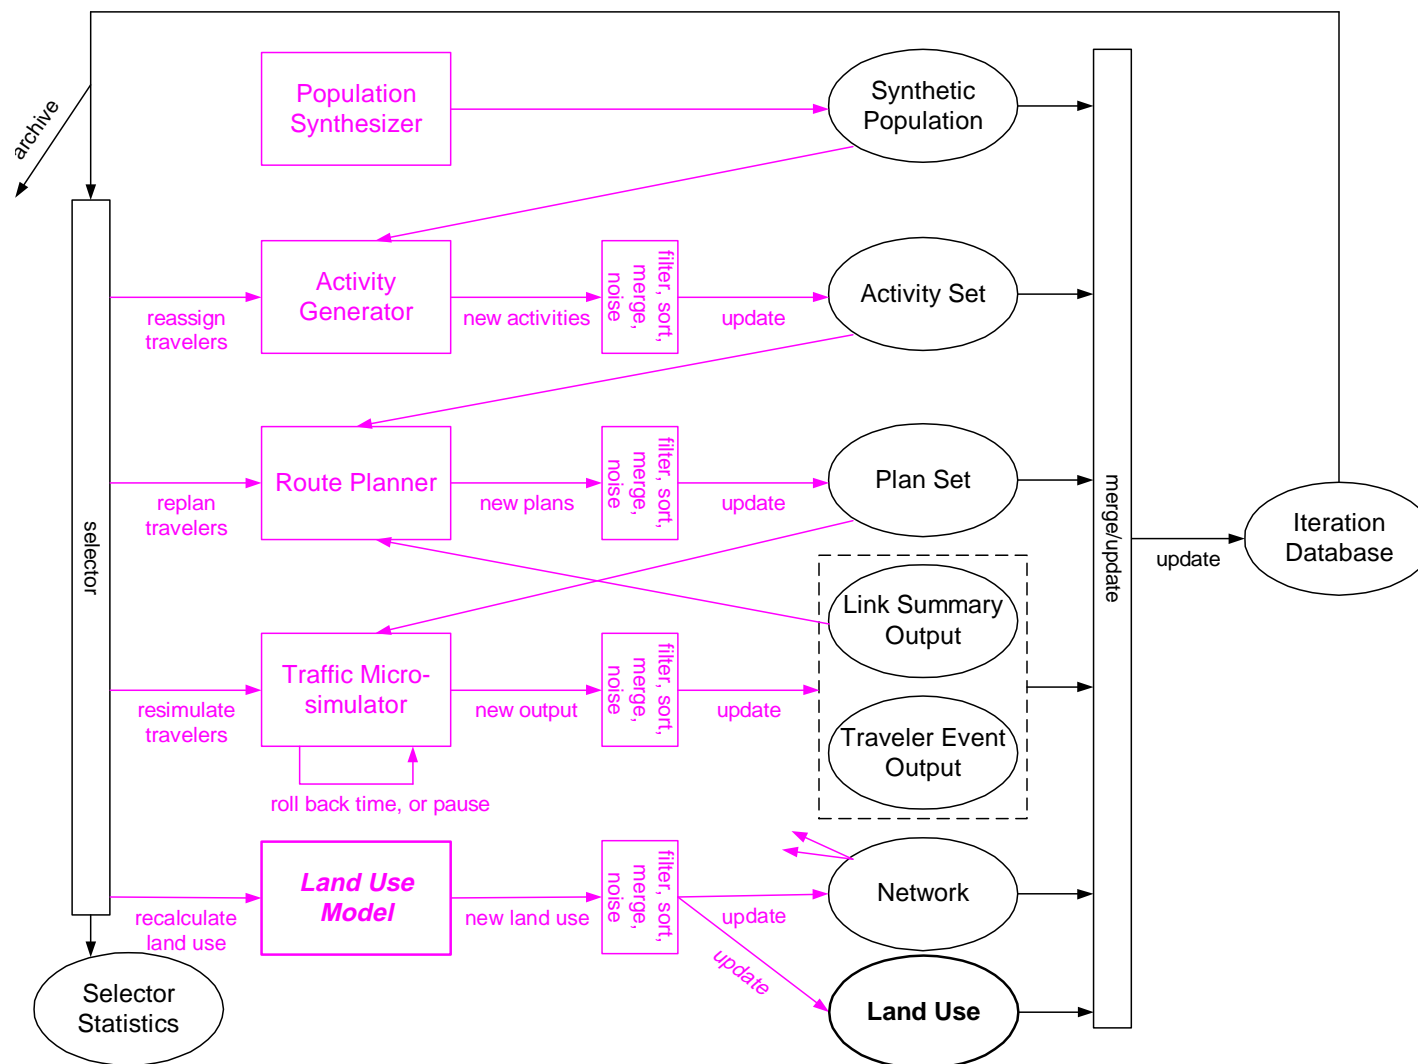 archive
Population
Synthesizer
Synthetic
Population
selector
reassign
travelers
Activity
Generator
new activities
filter, sort,
merge,
noise
update
Activity Set
replan
travelers
Route Planner
new plans
filter, sort,
merge,
noise
update
Plan Set
merge/update
update
Iteration
Database
Link Summary
Output
resimulate
travelers
Traffic Micro-
simulator
new output
filter, sort,
merge,
noise
update
Traveler Event
Output
roll back time, or pause
recalculate
land use
Land Use
Model
new land use
filter, sort,
merge,
noise
update
Network
update
Land Use
Selector
Statistics